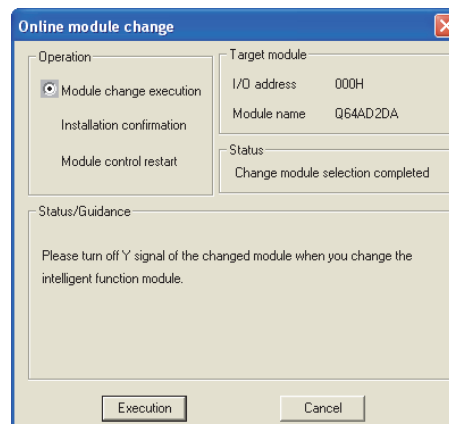 Online module change
Operation
Module change execution
Installation confirmation
Module control restart
Target module
I/O address 000H
Module name Q64AD2DA
Status
Change module selection completed
Status/Guidance
Please turn off Y signal of the changed module when you change the
intelligent function module.
Execution
Cancel